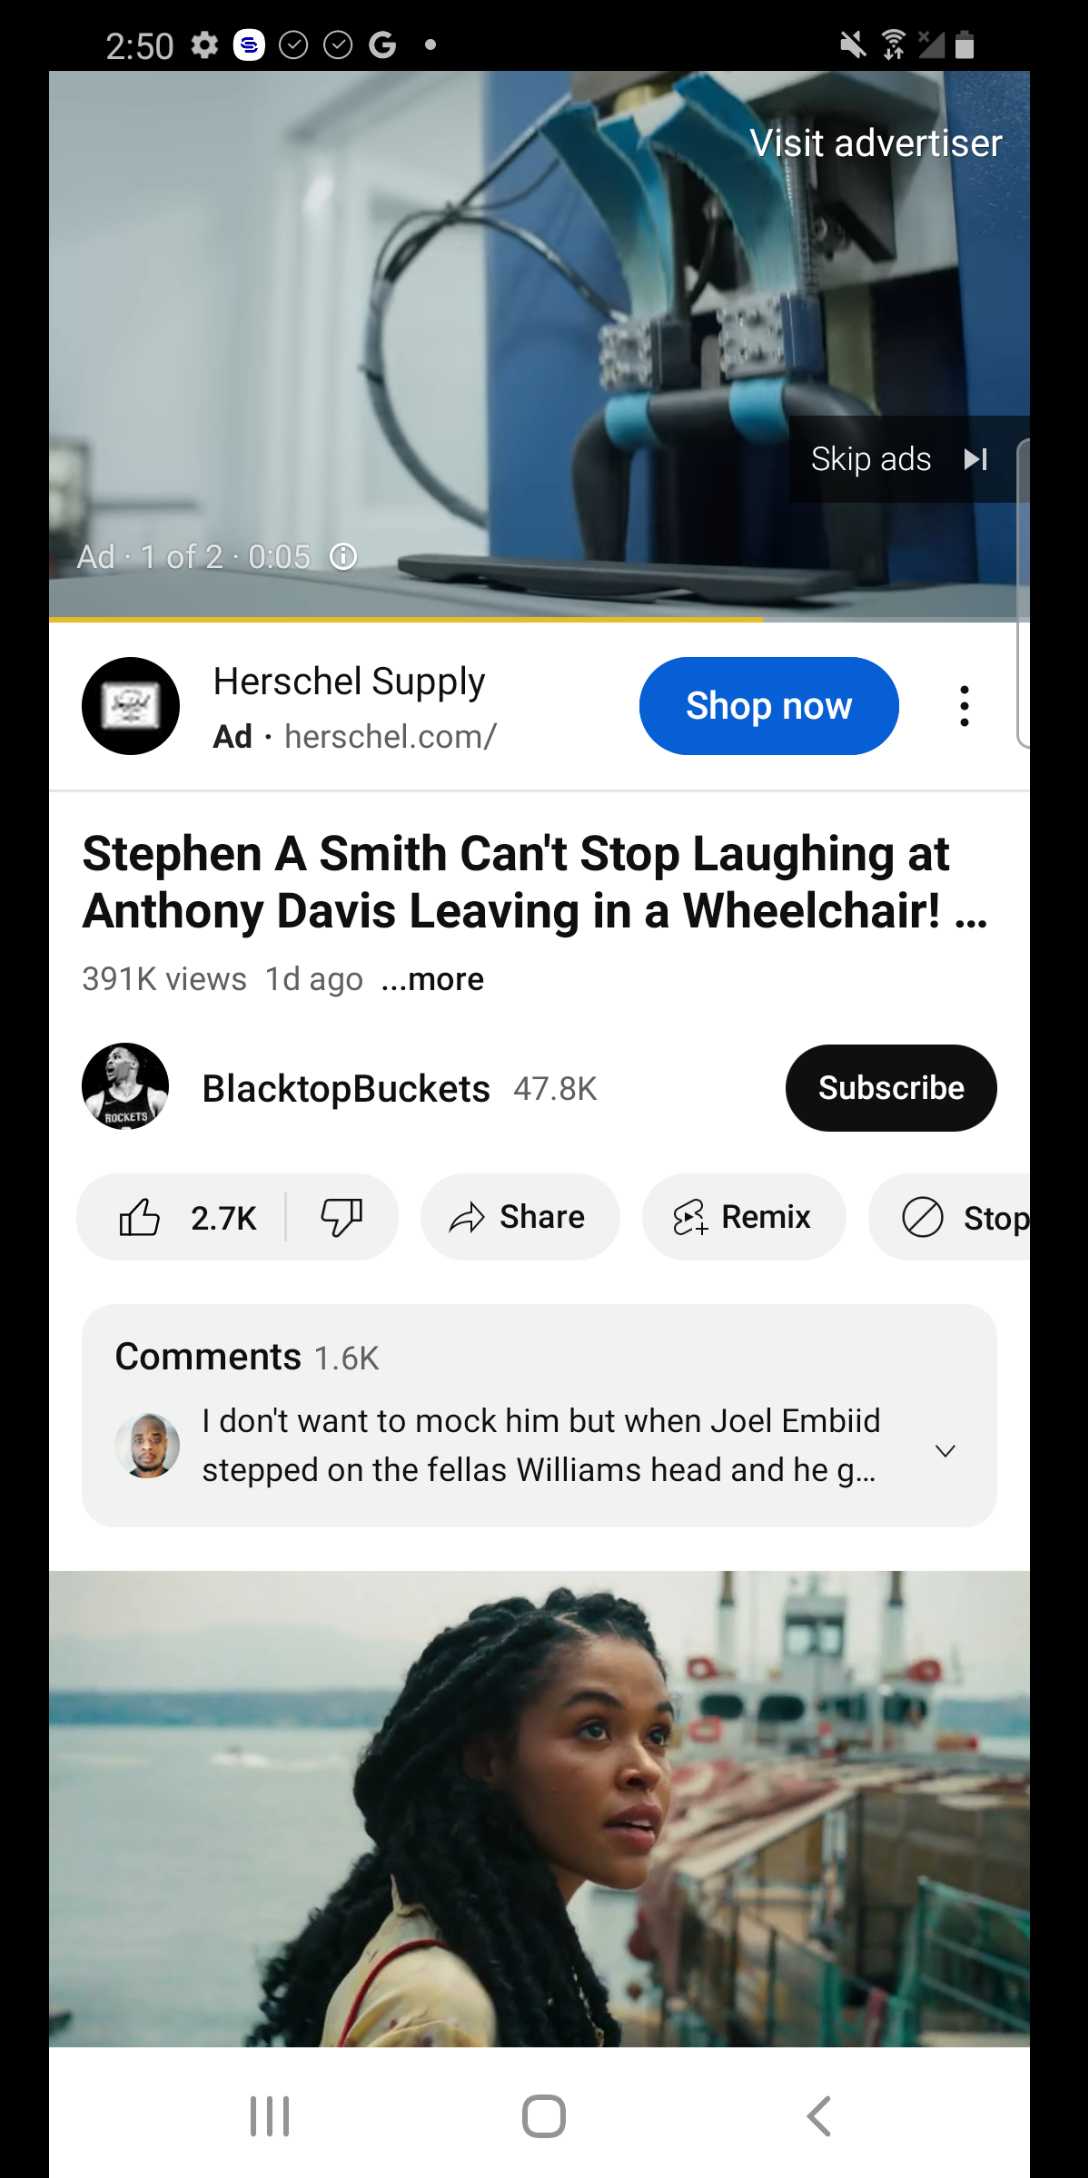 2:50
Visit advertiser
Skip ads
Ad · 1 of 2 · 0:05
Herschel Supply
Ad · herschel.com/
Shop now
Stephen A Smith Can't Stop Laughing at
Anthony Davis Leaving in a Wheelchair! ...
391K views 1d ago ...more
ROCKETS
BlacktopBuckets 47.8K
Subscribe
2.7K
Share
Remix
Stop
Comments 1.6K
I don't want to mock him but when Joel Embiid
stepped on the fellas Williams head and he g...